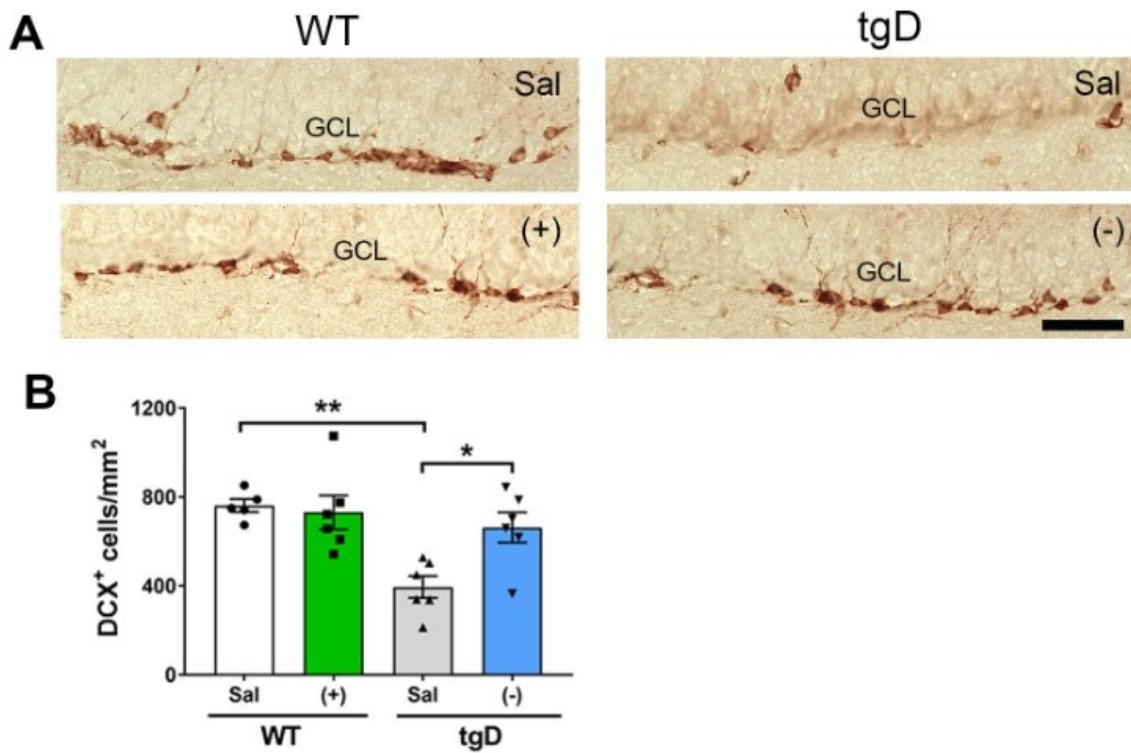 A
WT
tgD
Sal
GCL
Sal
GCL
(+)
GCL
(-)
GCL
B
DCX+ cells/mm2
1200
800
400
0
**
*
Sal
(+)
Sal
(-)
WT
tgD